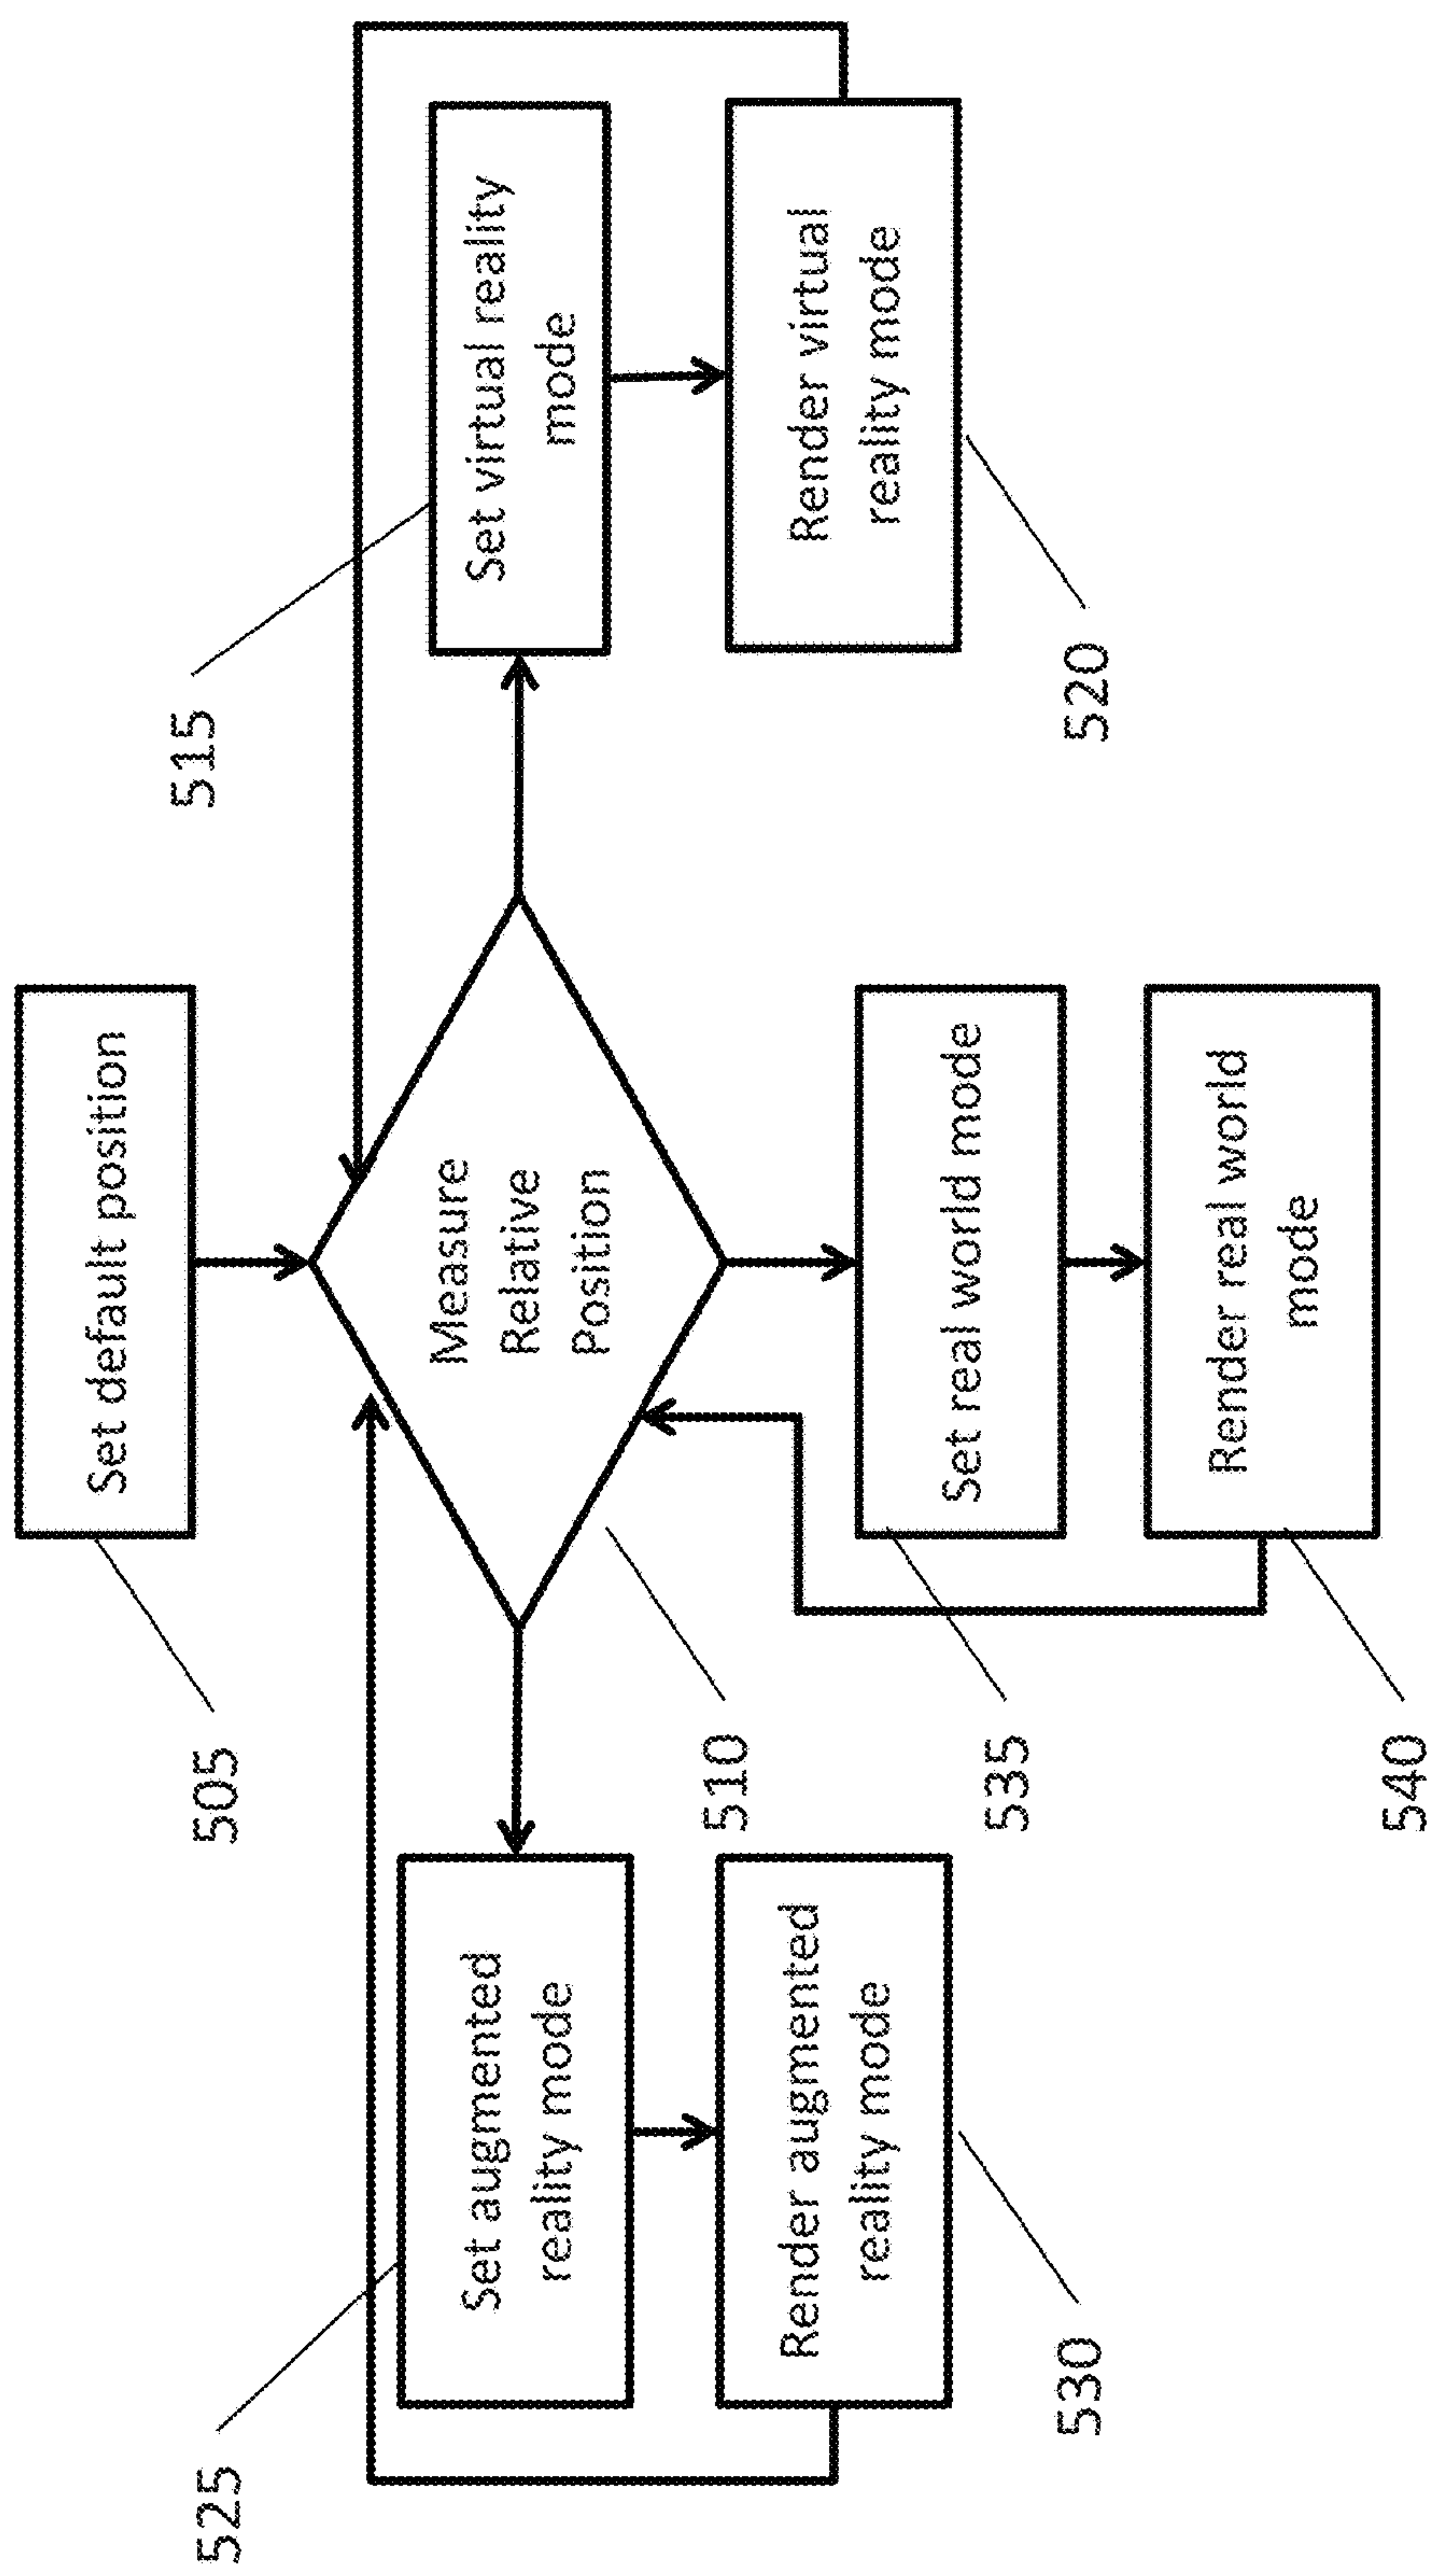 Set default position
505
Measure
Relative
Position
510
Set augmented
reality mode
525
Render augmented
reality mode
530
Set real world mode
535
Render real world
mode
540
Set virtual reality
mode
515
Render virtual
reality mode
520